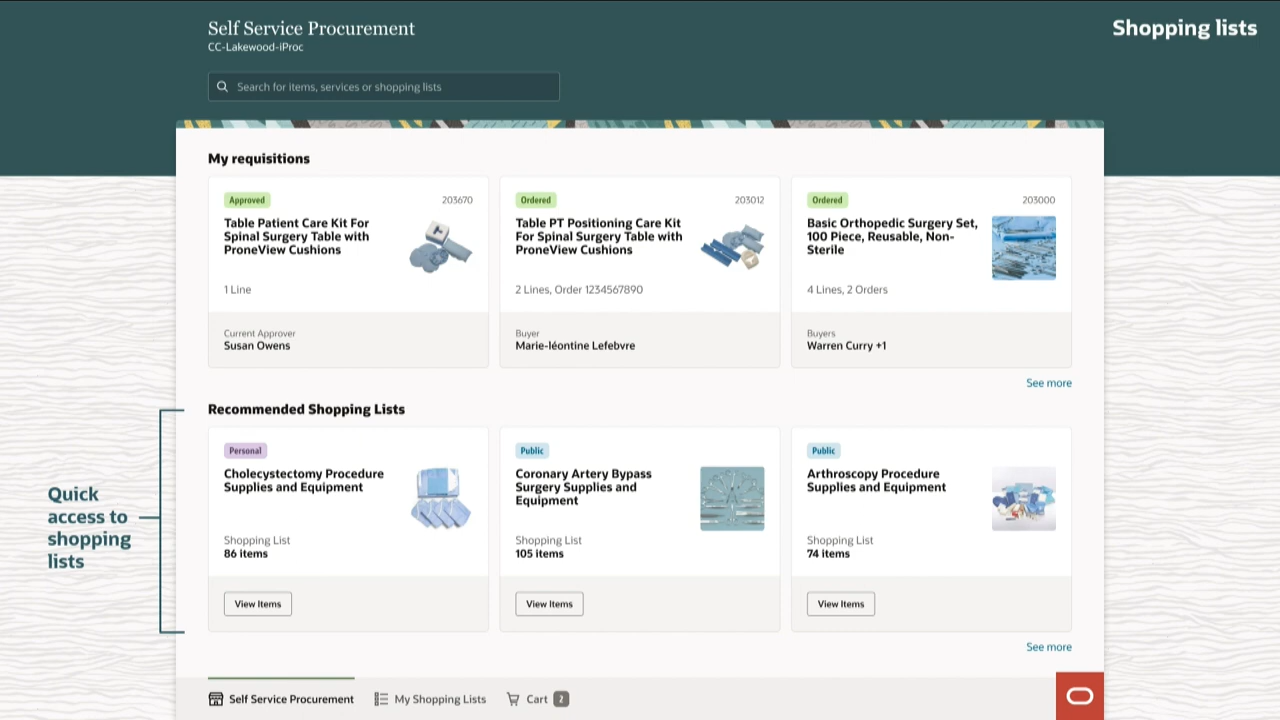 Self Service Procurement
CC-Lakewood-iProc
Shopping lists
Search for items, services or shopping lists
My requisitions
Approved
203670
Table Patient Care Kit For
Spinal Surgery Table with
ProneView Cushions
1 Line
Current Approver
Susan Owens
Ordered
203012
Table PT Positioning Care Kit
For Spinal Surgery Table with
ProneView Cushions
2 Lines, Order 1234567890
Buyer
Marie-léontine Lefebvre
Ordered
203000
Basic Orthopedic Surgery Set,
100 Piece, Reusable, Non-
Sterile
4 Lines, 2 Orders
Buyers
Warren Curry +1
See more
Quick
access to
shopping
lists
Recommended Shopping Lists
Personal
Cholecystectomy Procedure
Supplies and Equipment
Shopping List
86 items
View Items
Public
Coronary Artery Bypass
Surgery Supplies and
Equipment
Shopping List
105 items
View Items
Public
Arthroscopy Procedure
Supplies and Equipment
Shopping List
74 items
View Items
See more
Self Service Procurement
My Shopping Lists
Cart 2